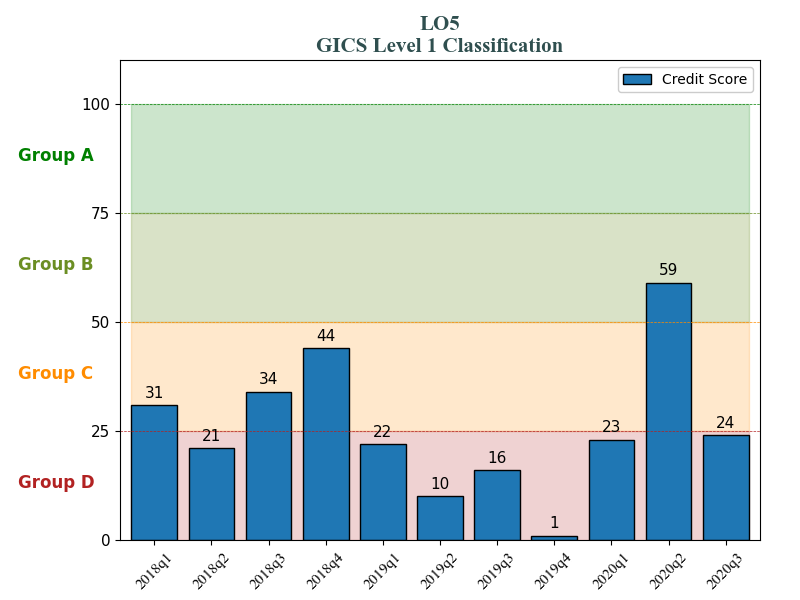 LO5
GICS Level 1 Classification
Credit Score
100
Group A
75
Group B
59
50
44
Group C
34
31
25
24
23
22
21
16
Group D
10
1
0
2018q1 2018q2 2018q3 2018q4 2019q1 2019q2 2019q3 2019q4 2020q1 2020q2 2020q3